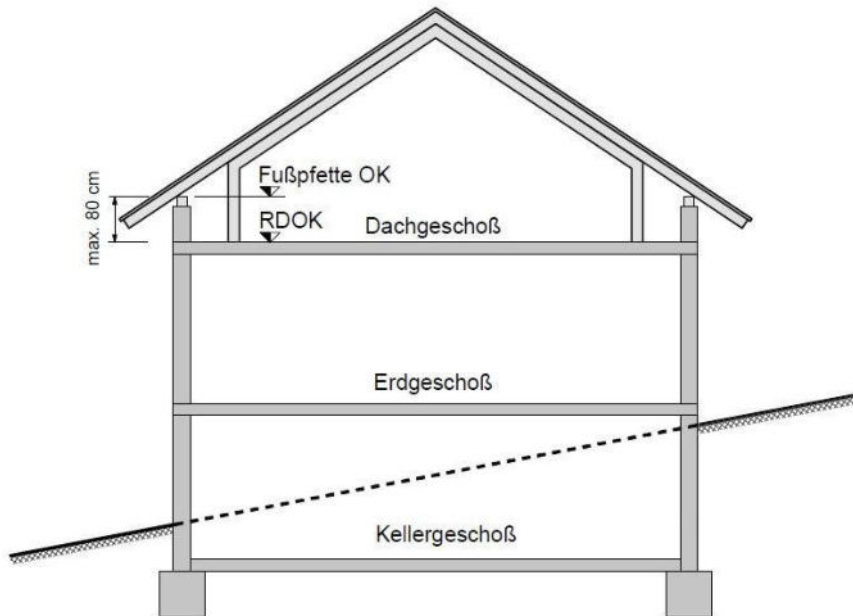 Fußpfette OK
max. 80 cm
RDOK
Dachgeschoß
Erdgeschoß
Kellergeschoß